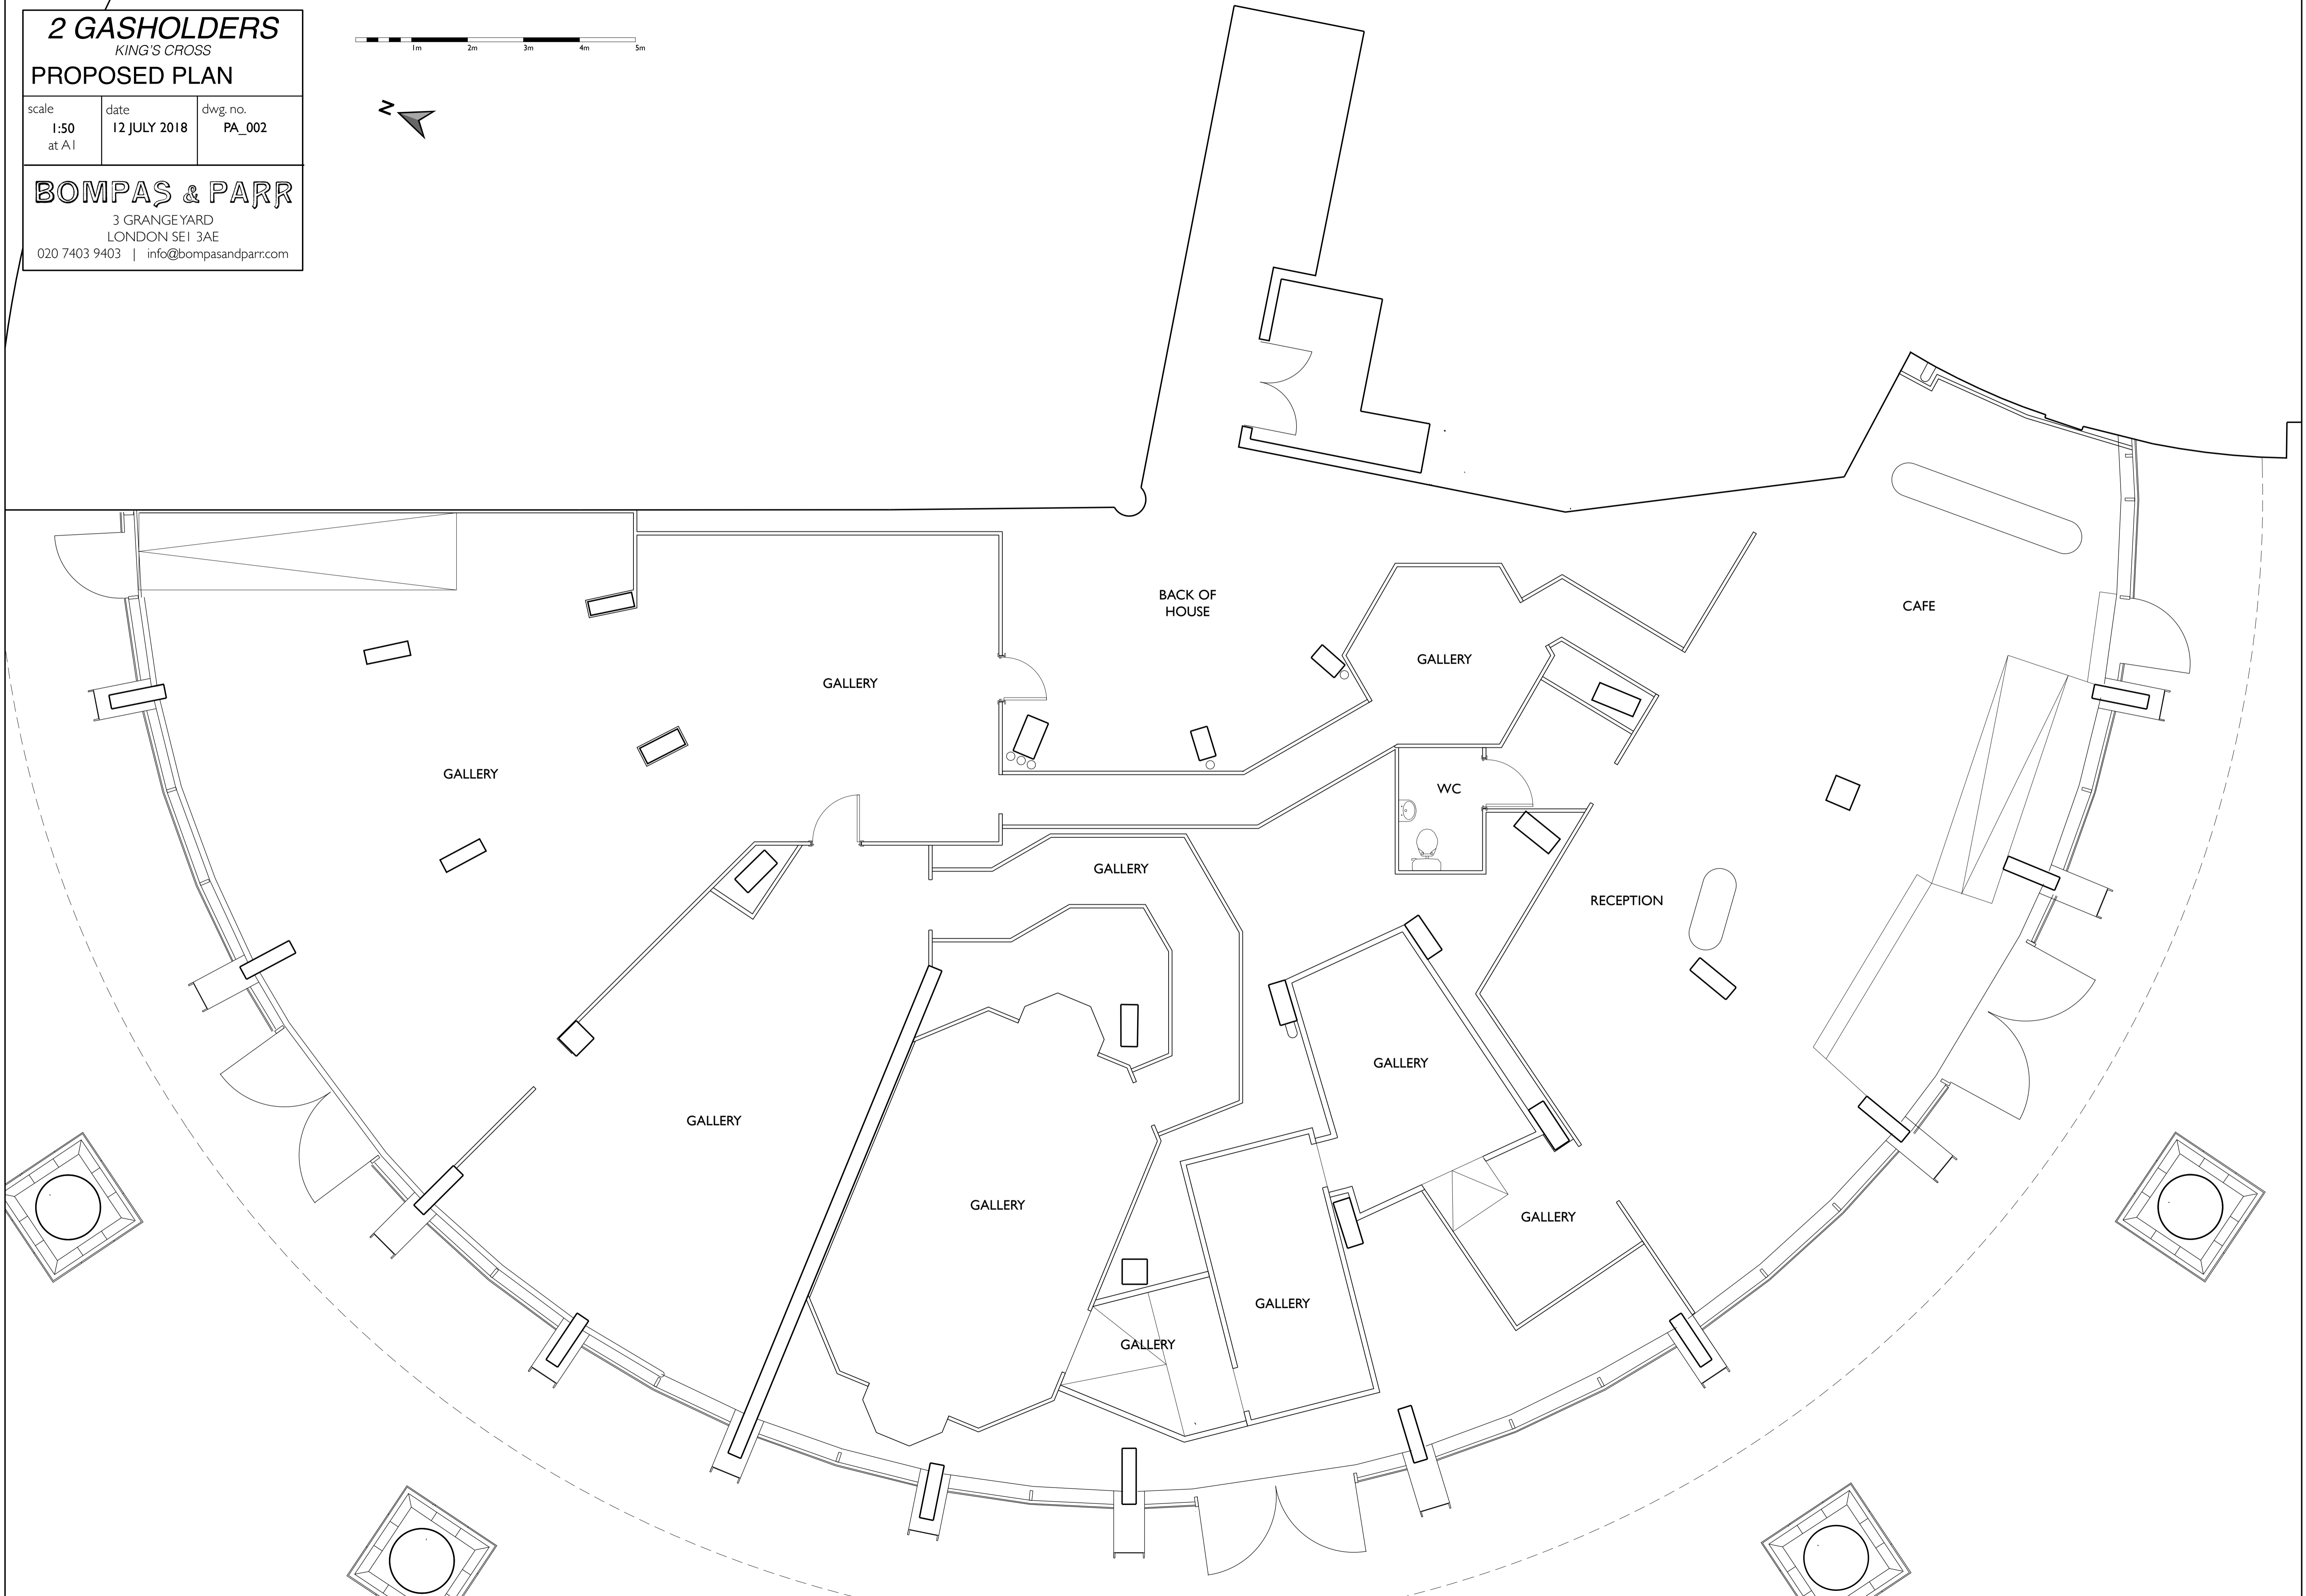 2 GASHOLDERS
KING'S CROSS
PROPOSED PLAN
scale
1:50
at A1
date
12 JULY 2018
dwg. no.
PA_002
BOMPAS & PARR
3 GRANGE YARD
LONDON SE1 3AE
020 7403 9403 | info@bompasandparr.com
1m 2m 3m 4m 5m
N
BACK OF
HOUSE
CAFE
GALLERY
GALLERY
GALLERY
WC
GALLERY
GALLERY
RECEPTION
GALLERY
GALLERY
GALLERY
GALLERY
GALLERY
GALLERY